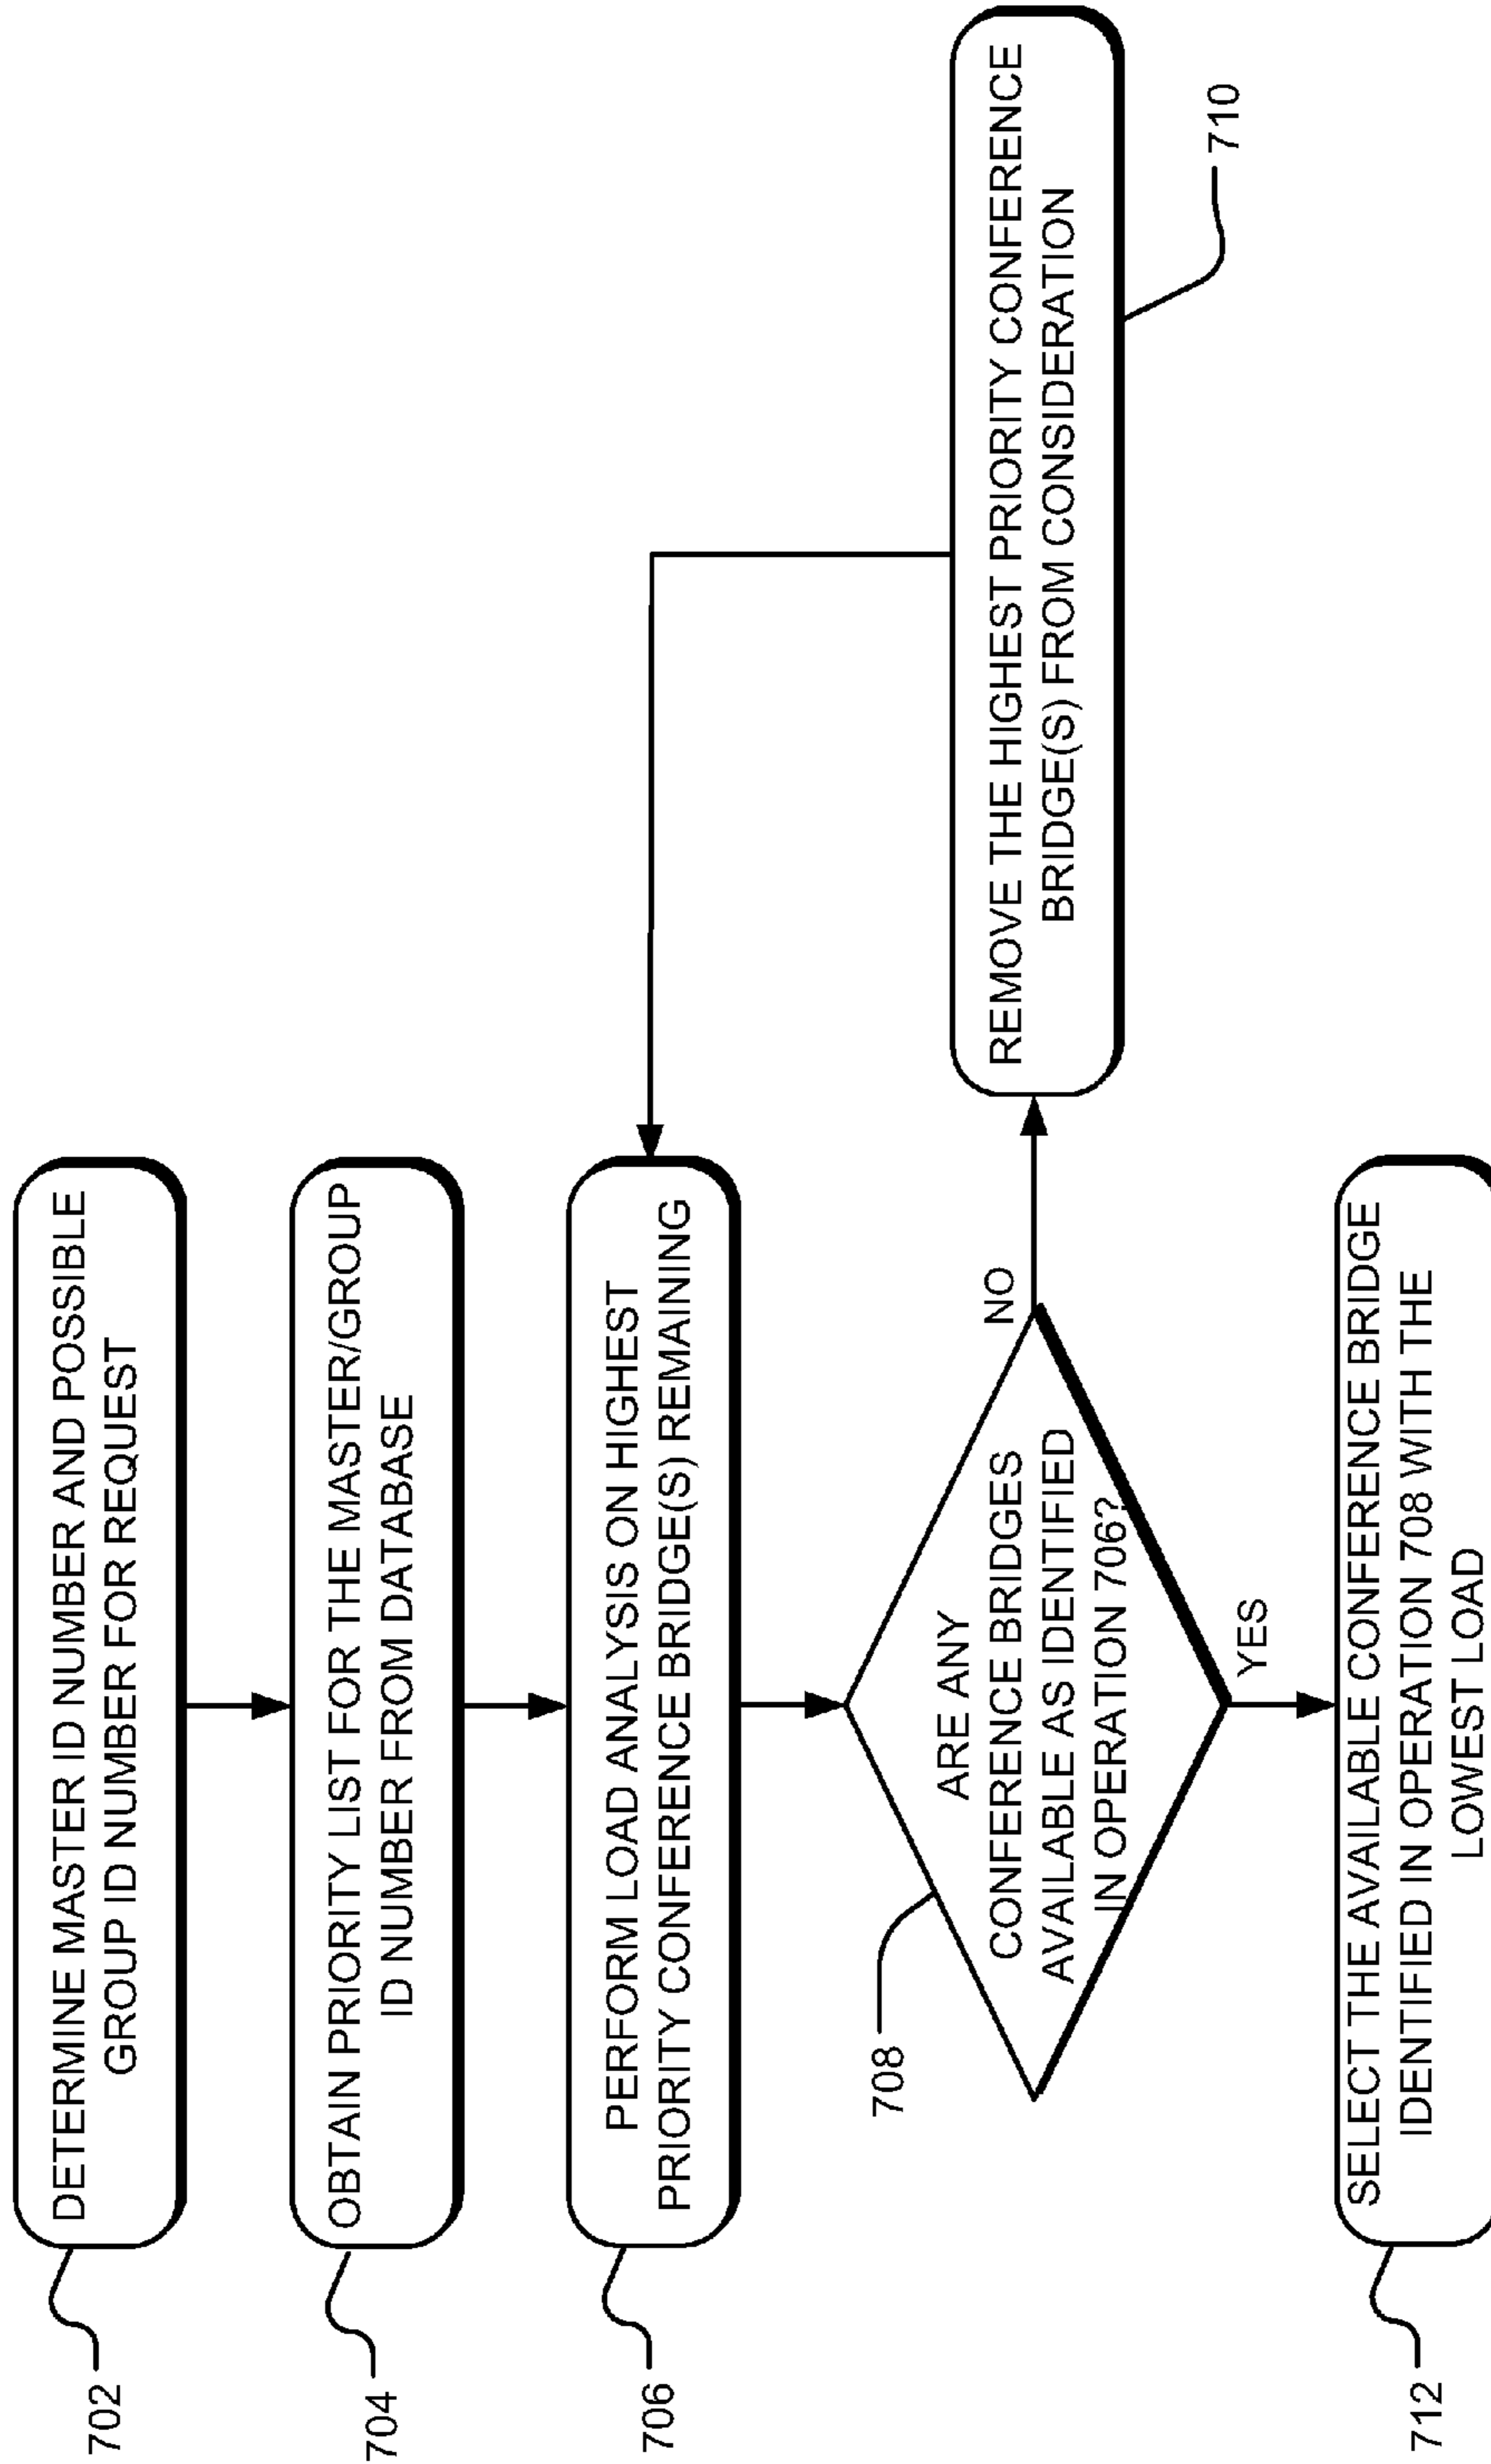 702
DETERMINE MASTER ID NUMBER AND POSSIBLE
GROUP ID NUMBER FOR REQUEST
704
OBTAIN PRIORITY LIST FOR THE MASTER/GROUP
ID NUMBER FROM DATABASE
706
PERFORM LOAD ANALYSIS ON HIGHEST
PRIORITY CONFERENCE BRIDGE(S) REMAINING
708
ARE ANY
CONFERENCE BRIDGES
AVAILABLE AS IDENTIFIED
IN OPERATION 706?
NO
REMOVE THE HIGHEST PRIORITY CONFERENCE
BRIDGE(S) FROM CONSIDERATION
710
YES
712
SELECT THE AVAILABLE CONFERENCE BRIDGE
IDENTIFIED IN OPERATION 708 WITH THE
LOWEST LOAD